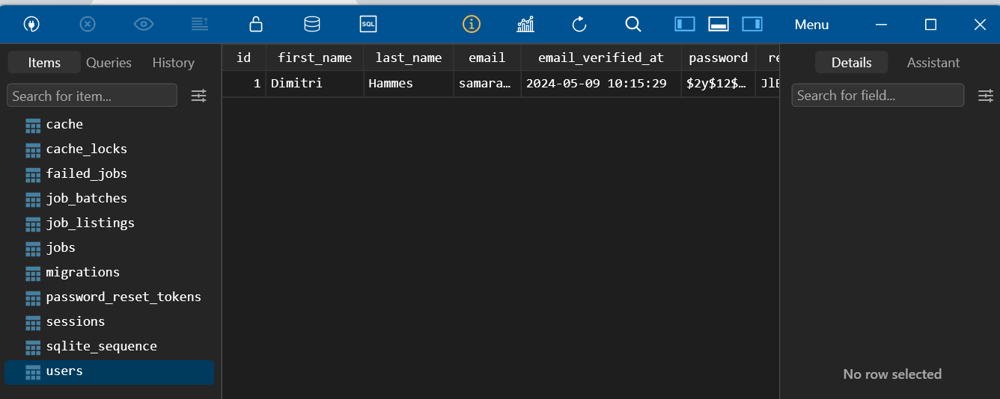 SQL
Menu
Items Queries History
Search for item...
cache
cache_locks
failed_jobs
job_batches
job_listings
jobs
migrations
password_reset_tokens
sessions
sqlite_sequence
users
id first_name last_name email email_verified_at password re
1 Dimitri Hammes samara… 2024-05-09 10:15:29 $2y$12$… JlE
Details Assistant
Search for field...
No row selected